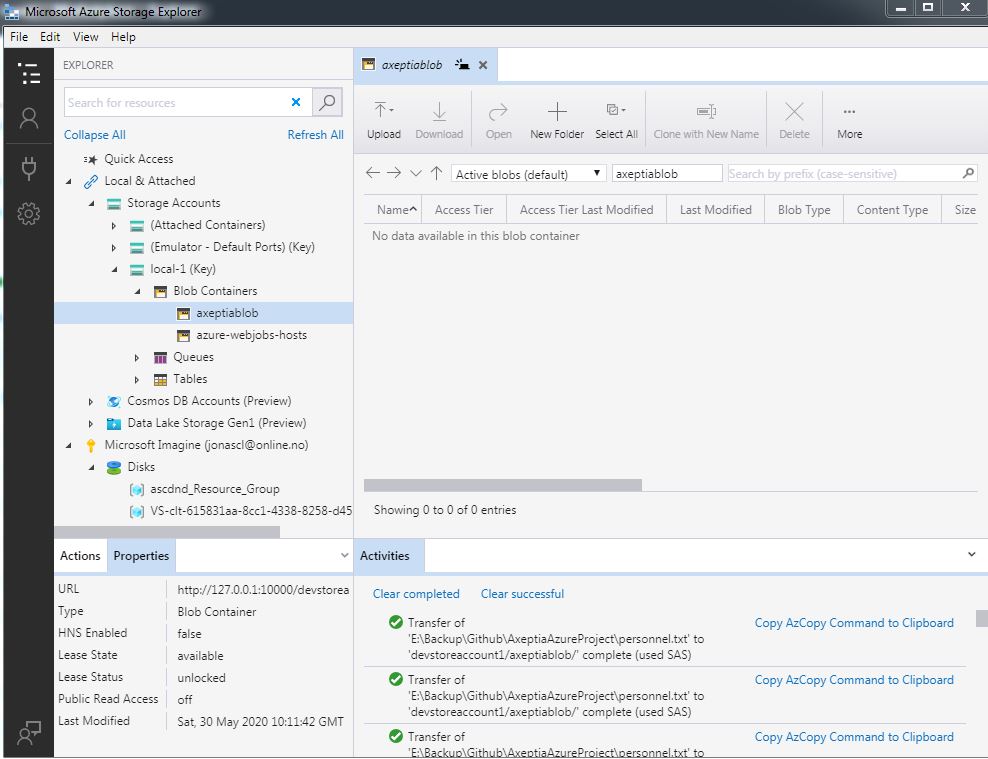 Microsoft Azure Storage Explorer
File Edit View Help
EXPLORER
Search for resources
Collapse All Refresh All
Quick Access
Local & Attached
Storage Accounts
(Attached Containers)
(Emulator - Default Ports) (Key)
local-1 (Key)
Blob Containers
axeptiablob
azure-webjobs-hosts
Queues
Tables
Cosmos DB Accounts (Preview)
Data Lake Storage Gen1 (Preview)
Microsoft Imagine (jonascl@online.no)
Disks
ascdnd_Resource_Group
VS-clt-615831aa-8cc1-4338-8258-d45
axeptiablob
Upload Download Open New Folder Select All Clone with New Name Delete More
Active blobs (default) axeptiablob Search by prefix (case-sensitive)
Name Access Tier Access Tier Last Modified Last Modified Blob Type Content Type Size
No data available in this blob container
Showing 0 to 0 of 0 entries
Actions Properties
URL http://127.0.0.1:10000/devstorea
Type Blob Container
HNS Enabled false
Lease State available
Lease Status unlocked
Public Read Access off
Last Modified Sat, 30 May 2020 10:11:42 GMT
Activities
Clear completed Clear successful
Transfer of Copy AzCopy Command to Clipboard
'E:\Backup\Github\AxeptiaAzureProject\personnel.txt' to
'devstoreaccount1/axeptiablob/' complete (used SAS)
Transfer of Copy AzCopy Command to Clipboard
'E:\Backup\Github\AxeptiaAzureProject\personnel.txt' to
'devstoreaccount1/axeptiablob/' complete (used SAS)
Transfer of Copy AzCopy Command to Clipboard
'E:\Backup\Github\AxeptiaAzureProject\personnel.txt' to